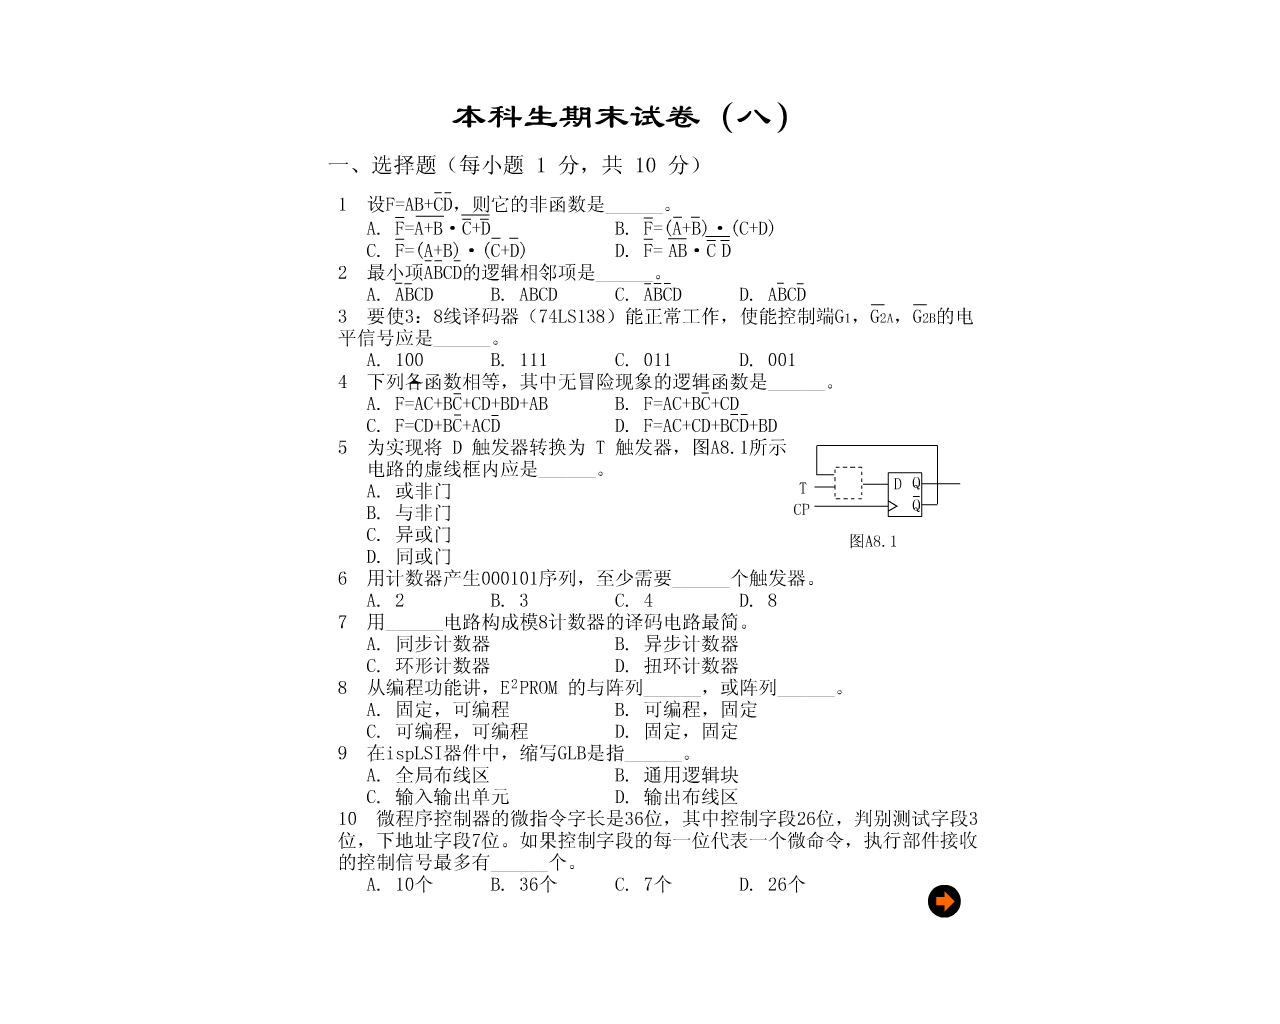 本科生期末试卷（八）
一、选择题（每小题 1 分，共 10 分）
1 设F=AB+C̅D̅，则它的非函数是______。
A. F̅=A̅+̅B̅·C̅̅+̅D̅̅ B. F̅=(A̅+B̅)·(C+D)
C. F̅=(A+B)·(C̅+D̅) D. F̅= A̅B̅·C̅̅ D̅̅
2 最小项A̅B̅C̅D̅的逻辑相邻项是______。
A. A̅B̅CD B. ABCD C. A̅B̅C̅D D. AB̅CD̅
3 要使3：8线译码器（74LS138）能正常工作，使能控制端G1，G̅2A，G̅2B的电
平信号应是______。
A. 100 B. 111 C. 011 D. 001
4 下列各函数相等，其中无冒险现象的逻辑函数是______。
A. F=AC+BC̅+CD+BD+AB B. F=AC+BC̅+CD
C. F=CD+BC̅+ACD̅ D. F=AC+CD+BC̅D̅+BD
5 为实现将 D 触发器转换为 T 触发器，图A8.1所示
电路的虚线框内应是______。
A. 或非门
B. 与非门
C. 异或门
D. 同或门
T
CP
D Q
Q̅
图A8.1
6 用计数器产生000101序列，至少需要______个触发器。
A. 2 B. 3 C. 4 D. 8
7 用______电路构成模8计数器的译码电路最简。
A. 同步计数器 B. 异步计数器
C. 环形计数器 D. 扭环计数器
8 从编程功能讲，E²PROM 的与阵列______，或阵列______。
A. 固定，可编程 B. 可编程，固定
C. 可编程，可编程 D. 固定，固定
9 在ispLSI器件中，缩写GLB是指______。
A. 全局布线区 B. 通用逻辑块
C. 输入输出单元 D. 输出布线区
10 微程序控制器的微指令字长是36位，其中控制字段26位，判别测试字段3
位，下地址字段7位。如果控制字段的每一位代表一个微命令，执行部件接收
的控制信号最多有______个。
A. 10个 B. 36个 C. 7个 D. 26个